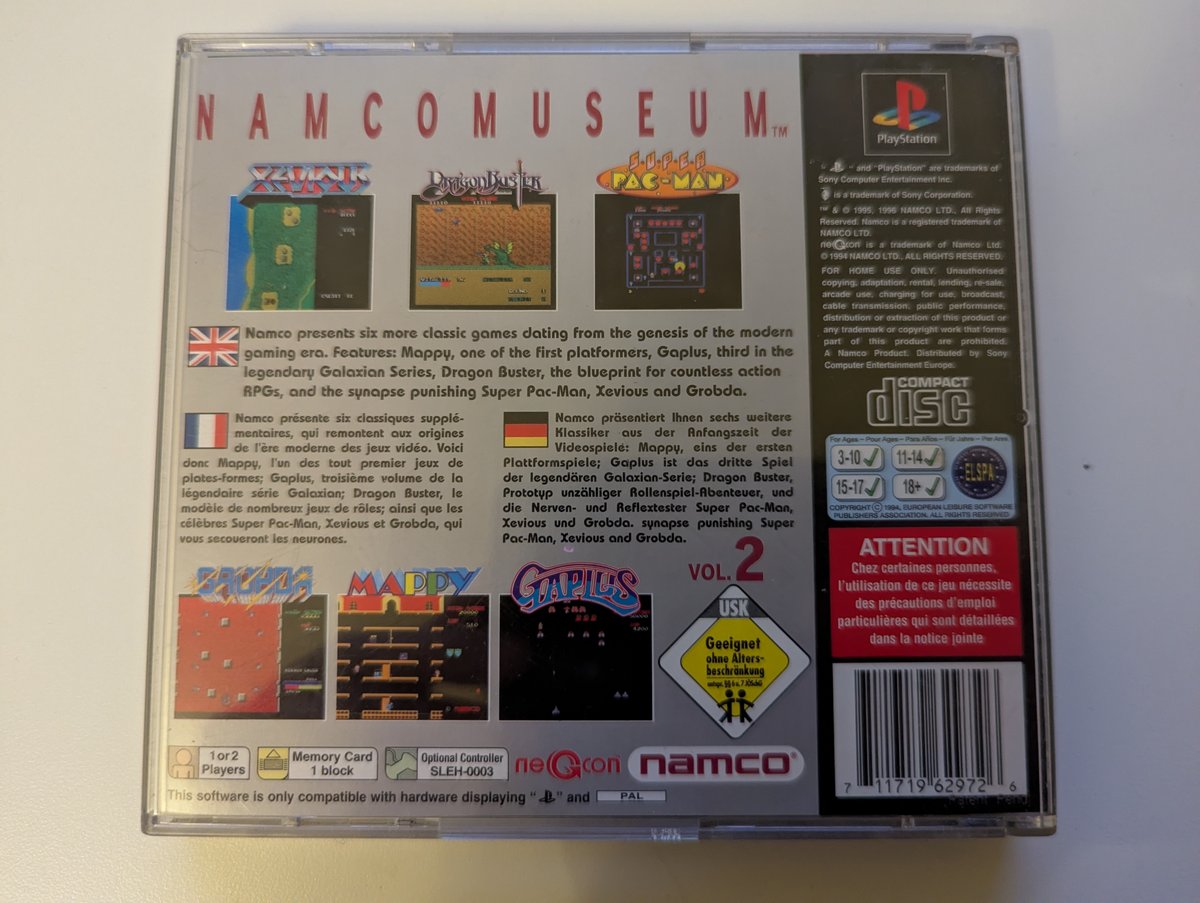 NAMCOMUSEUM™
XEVIOUS
DRAGON BUSTER
SUPER
PAC-MAN
Namco presents six more classic games dating from the genesis of the modern
gaming era. Features: Mappy, one of the first platformers, Gaplus, third in the
legendary Galaxian Series, Dragon Buster, the blueprint for countless action
RPGs, and the synapse punishing Super Pac-Man, Xevious and Grobda.
Namco présente six classiques supplé-
mentaires, qui remontent aux origines
de l'ère moderne des jeux vidéo. Voici
donc Mappy, l'un des tout premier jeux de
plates-formes; Gaplus, troisième volume de la
légendaire série Galaxian; Dragon Buster, le
modèle de nombreux jeux de rôles; ainsi que les
célèbres Super Pac-Man, Xevious et Grobda, qui
vous secoueront les neurones.
Namco präsentiert Ihnen sechs weitere
Klassiker aus der Anfangszeit der
Videospiele: Mappy, eins der ersten
Plattformspiele; Gaplus ist das dritte Spiel
der legendären Galaxian-Serie; Dragon Buster,
Prototyp unzähliger Rollenspiel-Abenteuer, und
die Nerven- und Reflextester Super Pac-Man,
Xevious und Grobda. synapse punishing Super
Pac-Man, Xevious and Grobda.
GROBDA
MAPPY
GAPLUS
VOL.2
USK
Geeignet
ohne Alters-
beschränkung
1 or 2
Players
Memory Card
1 block
Optional Controller
SLEH-0003
neGcon
namco®
This software is only compatible with hardware displaying " " and PAL
PlayStation
" " and "PlayStation" are trademarks of
Sony Computer Entertainment Inc.
is a trademark of Sony Corporation.
™ & © 1995, 1996 NAMCO LTD., All Rights
Reserved. Namco is a registered trademark of
NAMCO LTD.
neGcon is a trademark of Namco Ltd.
© 1994 NAMCO LTD., ALL RIGHTS RESERVED.
FOR HOME USE ONLY. Unauthorised
copying, adaptation, rental, lending, re-sale,
arcade use, charging for use, broadcast,
cable transmission, public performance,
distribution or extraction of this product or
any trademark or copyright work that forms
part of this product are prohibited.
A Namco Product. Distributed by Sony
Computer Entertainment Europe.
COMPACT
disc
For Ages - Pour Ages - Para Años - Für Jahre - Per Anni
3-10 11-14
15-17 18+
ELSPA
COPYRIGHT © 1994, EUROPEAN LEISURE SOFTWARE
PUBLISHERS ASSOCIATION. ALL RIGHTS RESERVED
ATTENTION
Chez certaines personnes,
l'utilisation de ce jeu nécessite
des précautions d'emploi
particulières qui sont détaillées
dans la notice jointe
7 11719 62972 6